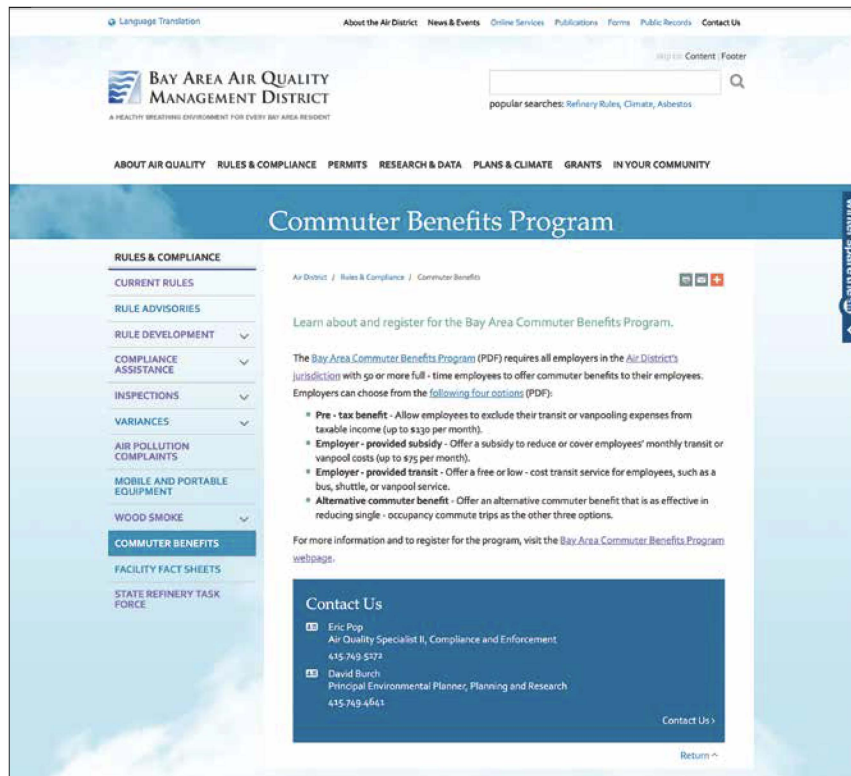 Language Translation
About the Air District News & Events Online Services Publications Forms Public Records Contact Us
Skip to: Content | Footer
BAY AREA AIR QUALITY
MANAGEMENT DISTRICT
A HEALTHY BREATHING ENVIRONMENT FOR EVERY BAY AREA RESIDENT
popular searches: Refinery Rules, Climate, Asbestos
ABOUT AIR QUALITY RULES & COMPLIANCE PERMITS RESEARCH & DATA PLANS & CLIMATE GRANTS IN YOUR COMMUNITY
Commuter Benefits Program
RULES & COMPLIANCE
CURRENT RULES
RULE ADVISORIES
RULE DEVELOPMENT
COMPLIANCE
ASSISTANCE
INSPECTIONS
VARIANCES
AIR POLLUTION
COMPLAINTS
MOBILE AND PORTABLE
EQUIPMENT
WOOD SMOKE
COMMUTER BENEFITS
FACILITY FACT SHEETS
STATE REFINERY TASK
FORCE
Air District / Rules & Compliance / Commuter Benefits
Learn about and register for the Bay Area Commuter Benefits Program.
The Bay Area Commuter Benefits Program (PDF) requires all employers in the Air District's
jurisdiction with 50 or more full - time employees to offer commuter benefits to their employees.
Employers can choose from the following four options (PDF):
Pre - tax benefit - Allow employees to exclude their transit or vanpooling expenses from
taxable income (up to $130 per month).
Employer - provided subsidy - Offer a subsidy to reduce or cover employees' monthly transit or
vanpool costs (up to $75 per month).
Employer - provided transit - Offer a free or low - cost transit service for employees, such as a
bus, shuttle, or vanpool service.
Alternative commuter benefit - Offer an alternative commuter benefit that is as effective in
reducing single - occupancy commute trips as the other three options.
For more information and to register for the program, visit the Bay Area Commuter Benefits Program
webpage.
Contact Us
Eric Pop
Air Quality Specialist II, Compliance and Enforcement
415.749.5172
David Burch
Principal Environmental Planner, Planning and Research
415.749.4641
Contact Us >
Return ^